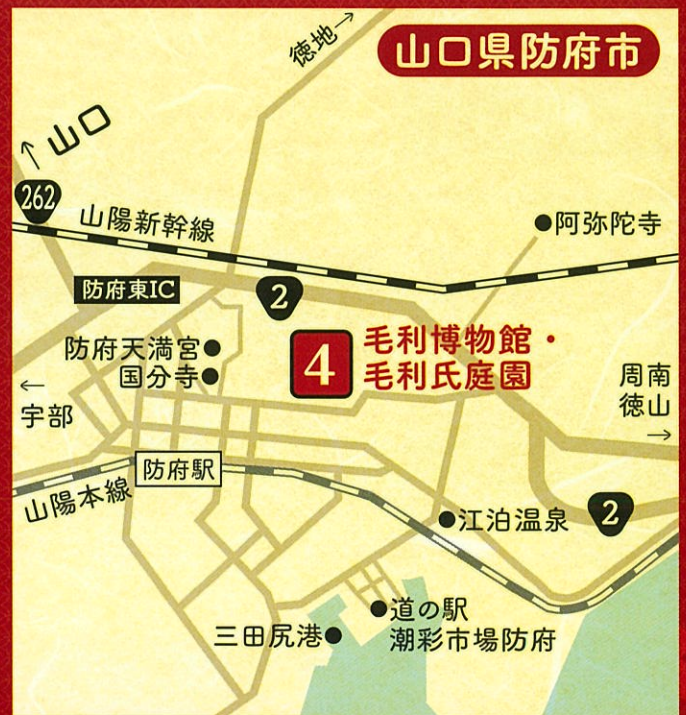 徳地→
山口県防府市
↑山口
262
山陽新幹線
阿弥陀寺
防府東IC
2
防府天満宮
国分寺
4
毛利博物館・
毛利氏庭園
←
宇部
周南
徳山
→
防府駅
山陽本線
江泊温泉
2
道の駅
潮彩市場防府
三田尻港